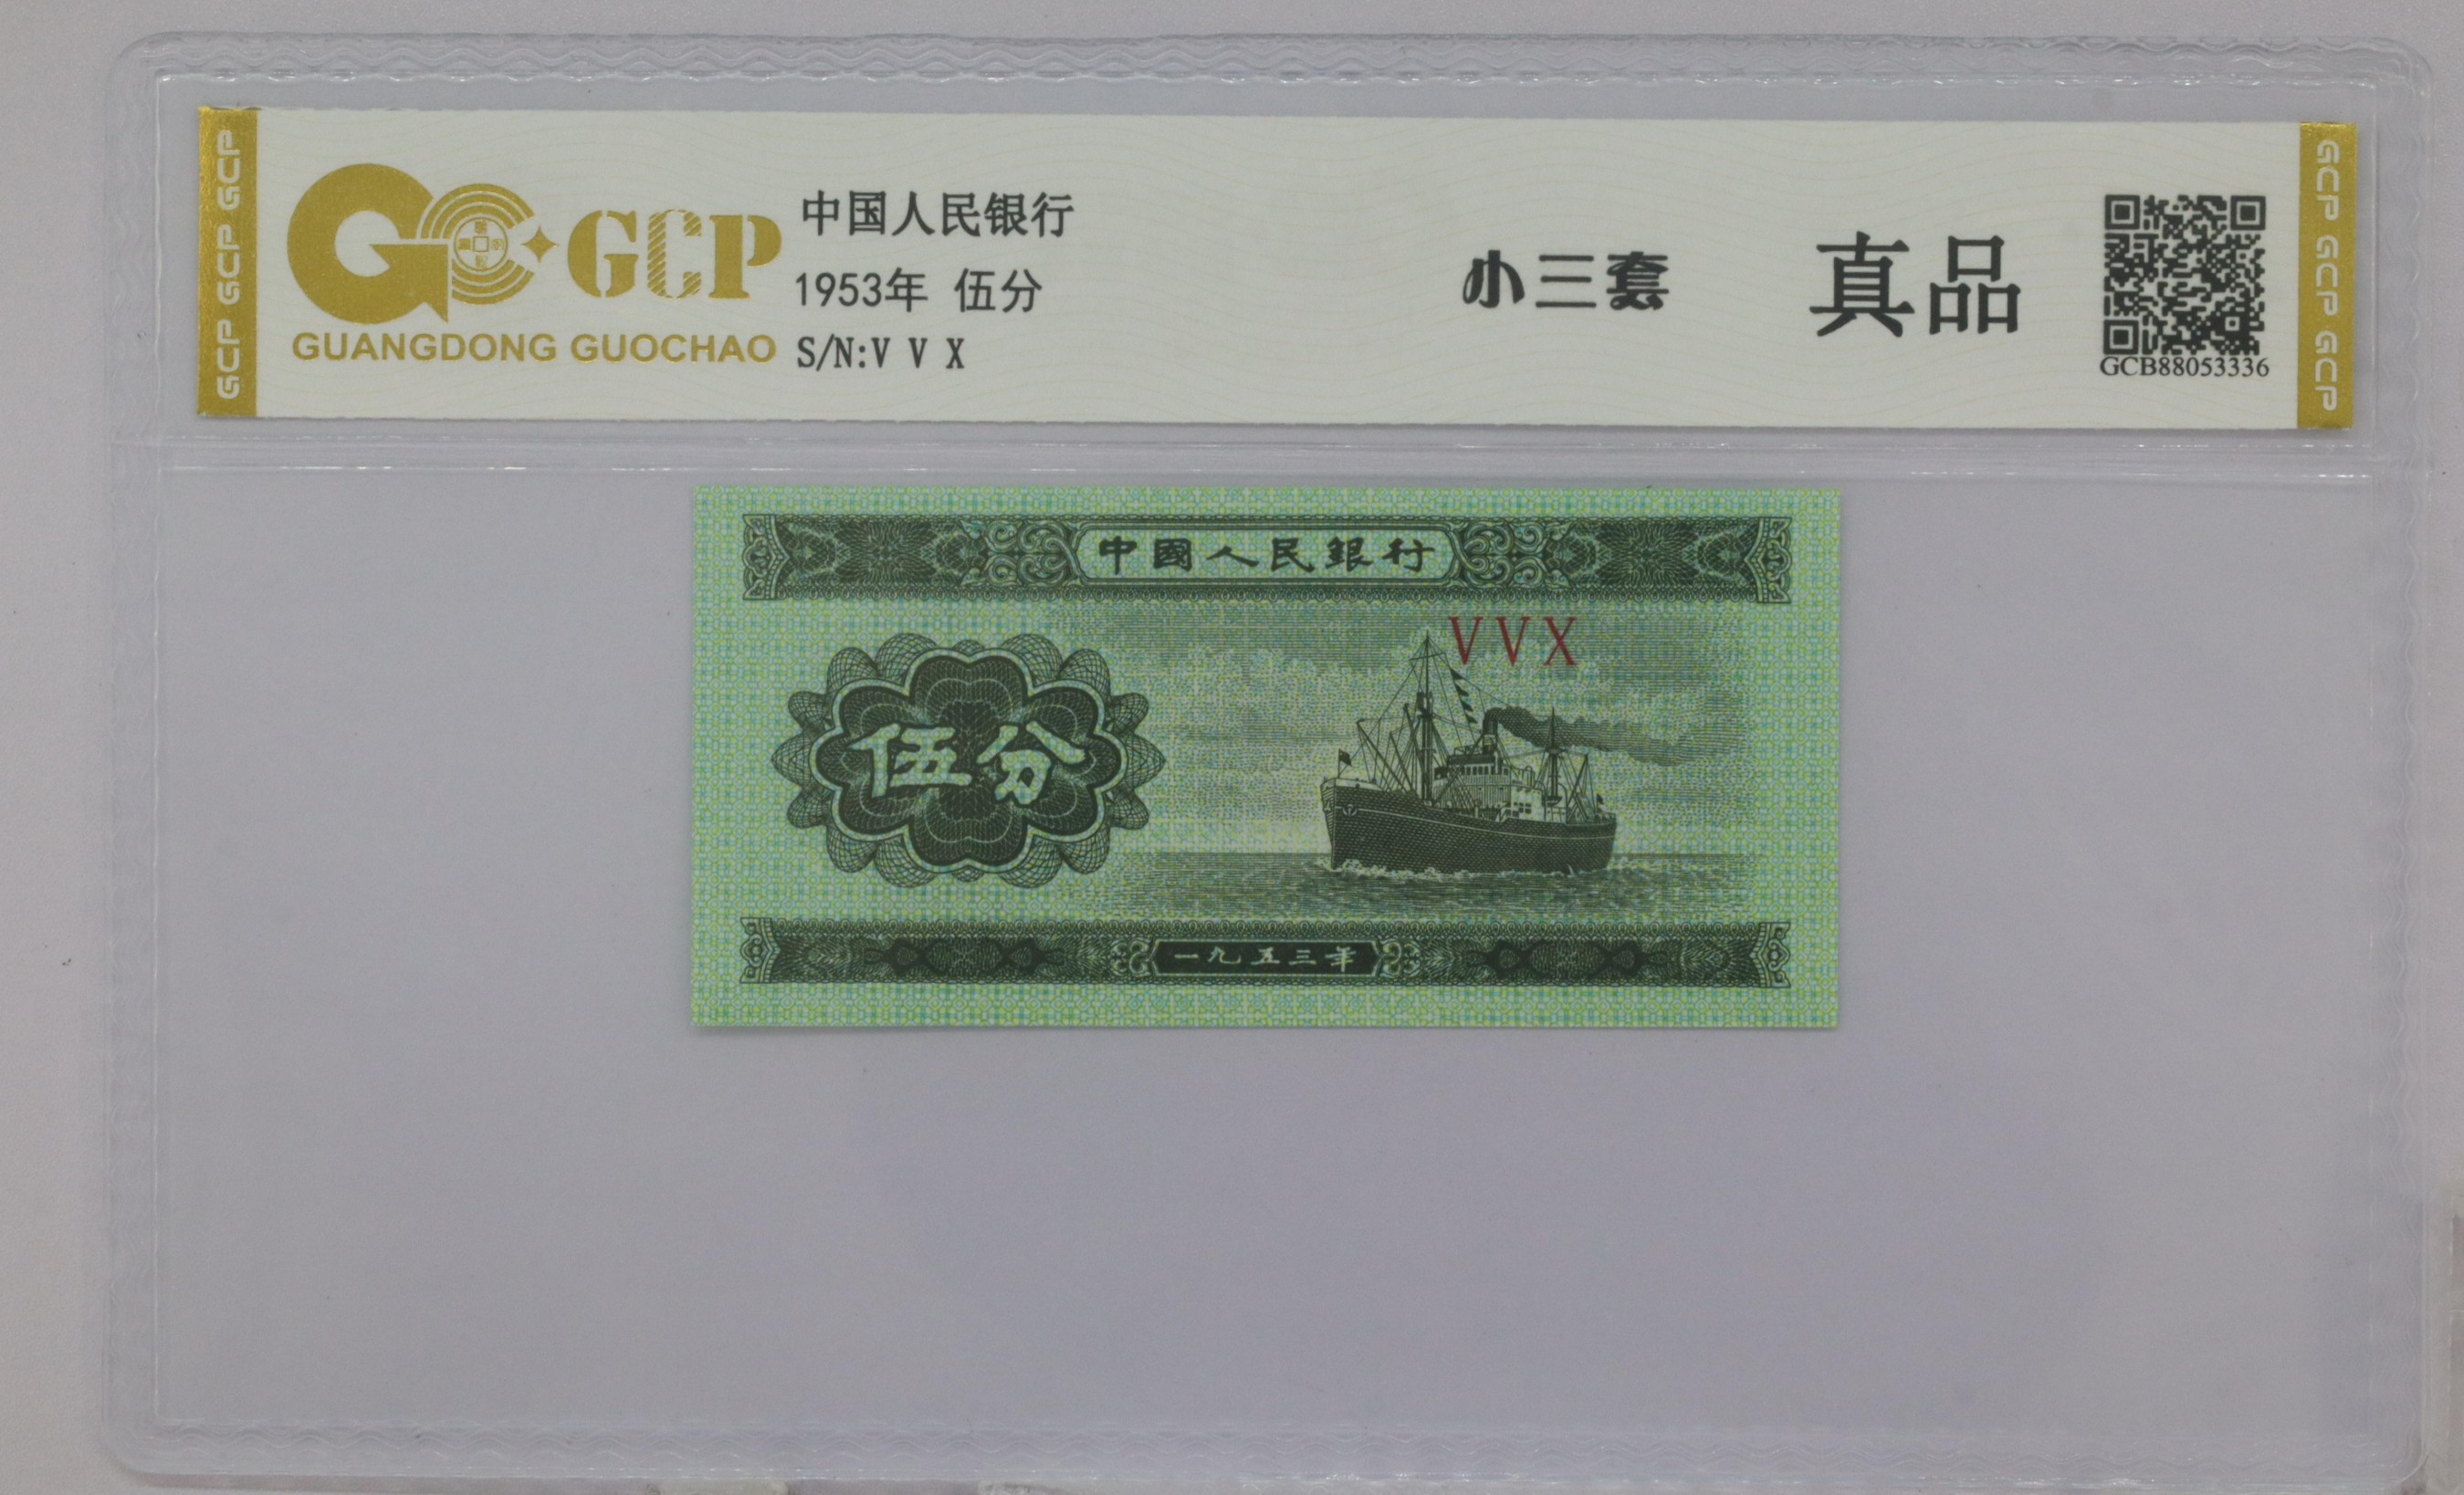 GCP GCP GCP
GCP
GUANGDONG GUOCHAO
中国人民银行
1953年 伍分
S/N:V V X
小三套
真品
GCB88053336
GCP GCP GCP
中國人民銀行
VVX
伍分
一九五三年